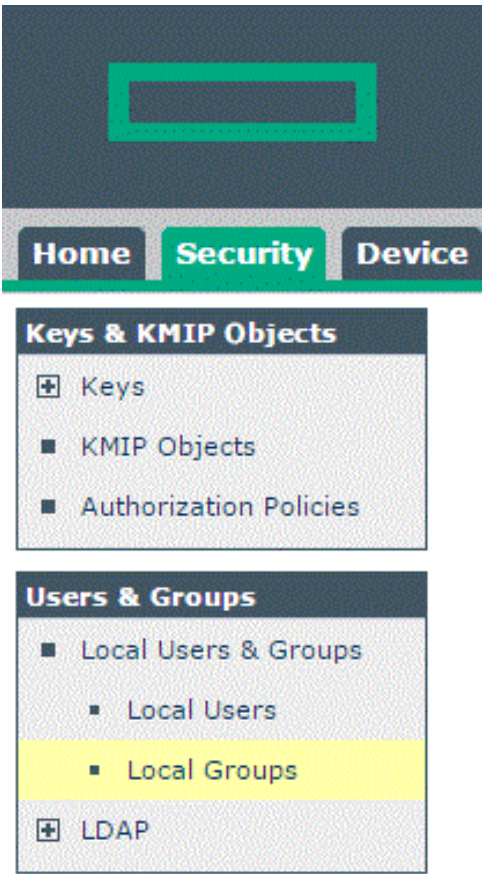 Home Security Device
Keys & KMIP Objects
Keys
KMIP Objects
Authorization Policies
Users & Groups
Local Users & Groups
Local Users
Local Groups
LDAP